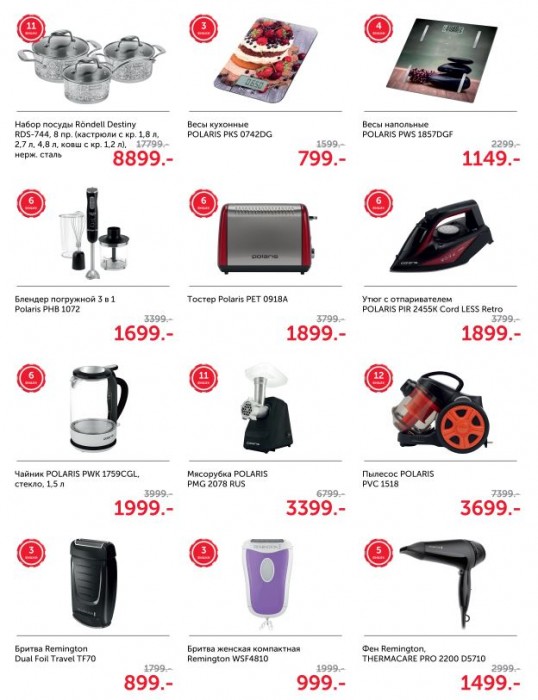 11
Набор посуды Röndell Destiny
RDS-744, 8 пр. (кастрюли с кр. 1,8 л,
2,7 л, 4,8 л, ковш с кр. 1,2 л),
нерж. сталь
17799.-
8899.-
3
Весы кухонные
POLARIS PKS 0742DG
1599.-
799.-
4
Весы напольные
POLARIS PWS 1857DGF
2299.-
1149.-
6
Блендер погружной 3 в 1
Polaris PHB 1072
3399.-
1699.-
6
POLARIS
Тостер Polaris PET 0918A
3799.-
1899.-
6
Утюг с отпаривателем
POLARIS PIR 2455K Cord LESS Retro
3799.-
1899.-
6
Чайник POLARIS PWK 1759CGL,
стекло, 1,5 л
3999.-
1999.-
11
Мясорубка POLARIS
PMG 2078 RUS
6799.-
3399.-
12
Пылесос POLARIS
PVC 1518
7399.-
3699.-
3
Бритва Remington
Dual Foil Travel TF70
1799.-
899.-
3
Бритва женская компактная
Remington WSF4810
1999.-
999.-
5
Фен Remington,
THERMACARE PRO 2200 D5710
2999.-
1499.-